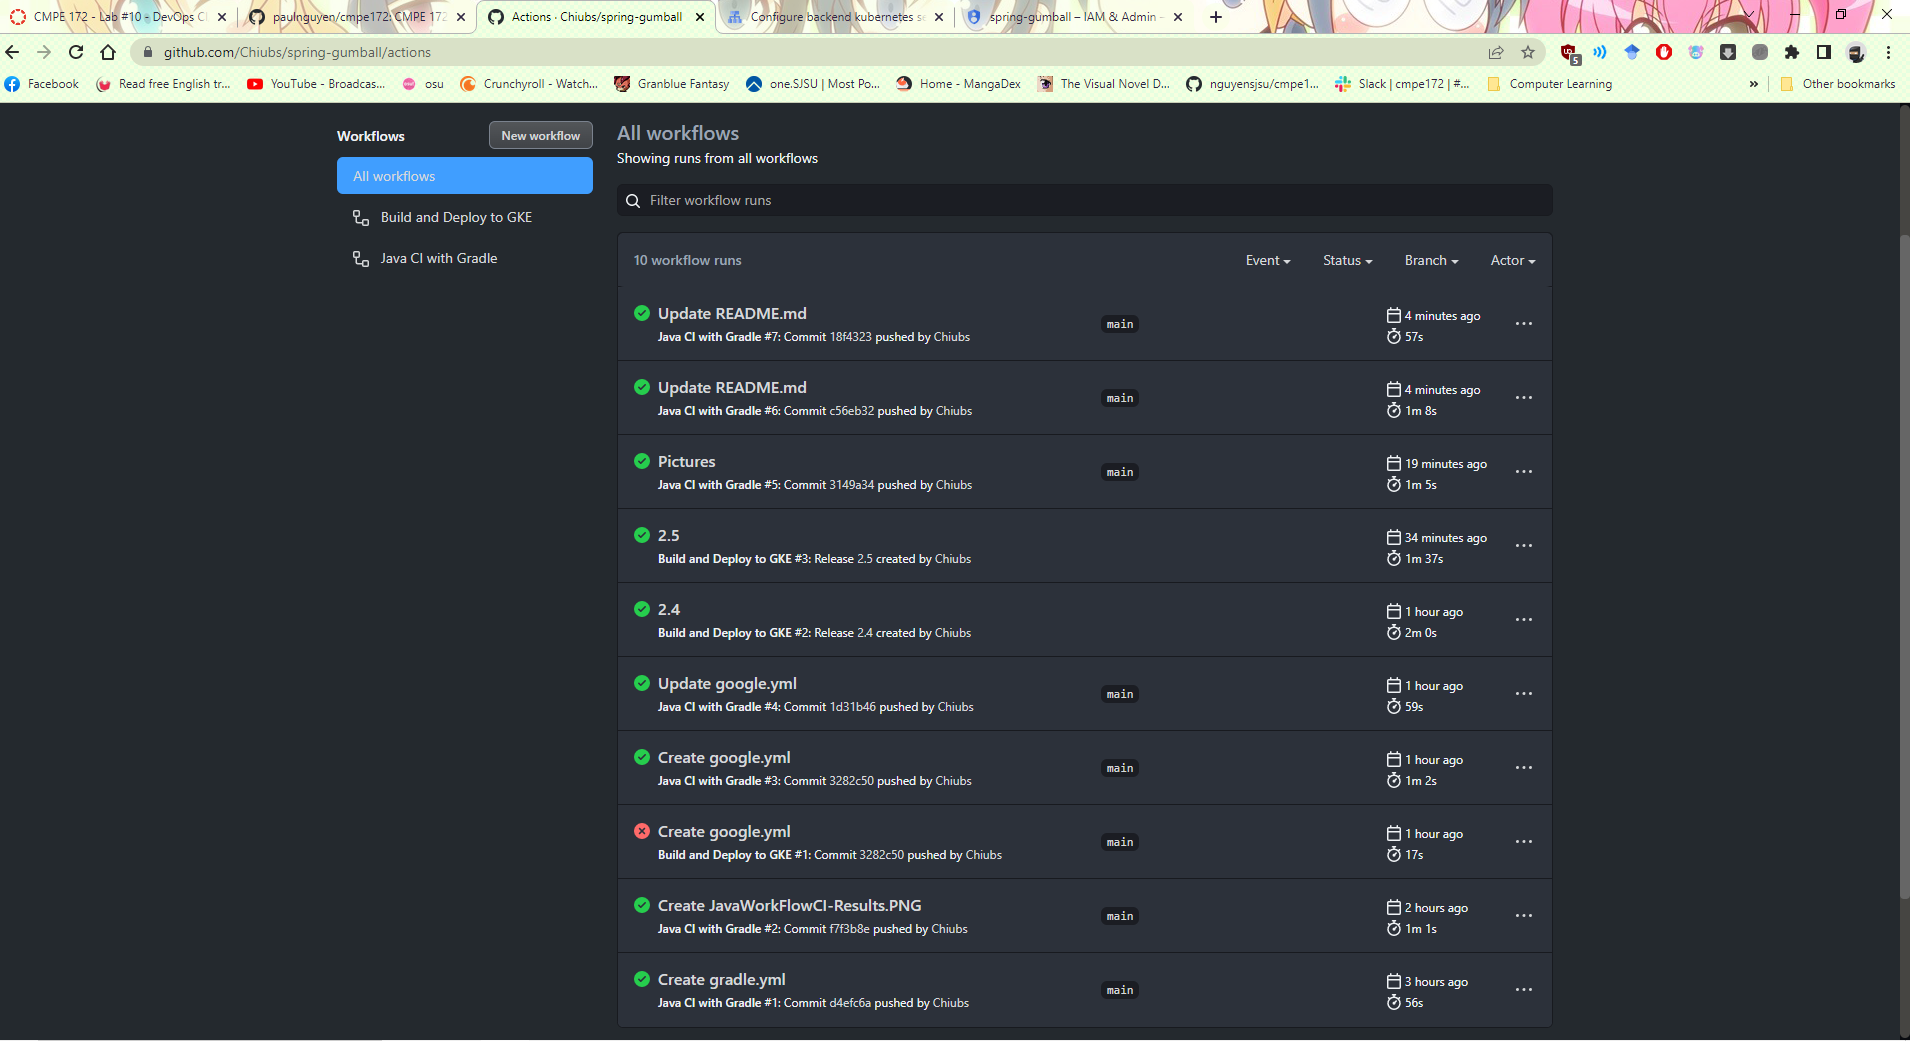 CMPE 172 - Lab #10 - DevOps C
paulnguyen/cmpe172: CMPE 172
Actions · Chiubs/spring-gumball
Configure backend kubernetes se
spring-gumball – IAM & Admin –
github.com/Chiubs/spring-gumball/actions
5
Facebook
Read free English tr...
YouTube - Broadcas...
osu
Crunchyroll - Watch...
Granblue Fantasy
one.SJSU | Most Po...
Home - MangaDex
The Visual Novel D...
nguyensjsu/cmpe1...
Slack | cmpe172 | #...
Computer Learning
»
Other bookmarks
Workflows
New workflow
All workflows
Build and Deploy to GKE
Java CI with Gradle
All workflows
Showing runs from all workflows
Filter workflow runs
10 workflow runs
Event
Status
Branch
Actor
Update README.md
Java CI with Gradle #7: Commit 18f4323 pushed by Chiubs
main
4 minutes ago
57s
Update README.md
Java CI with Gradle #6: Commit c56eb32 pushed by Chiubs
main
4 minutes ago
1m 8s
Pictures
Java CI with Gradle #5: Commit 3149a34 pushed by Chiubs
main
19 minutes ago
1m 5s
2.5
Build and Deploy to GKE #3: Release 2.5 created by Chiubs
34 minutes ago
1m 37s
2.4
Build and Deploy to GKE #2: Release 2.4 created by Chiubs
1 hour ago
2m 0s
Update google.yml
Java CI with Gradle #4: Commit 1d31b46 pushed by Chiubs
main
1 hour ago
59s
Create google.yml
Java CI with Gradle #3: Commit 3282c50 pushed by Chiubs
main
1 hour ago
1m 2s
Create google.yml
Build and Deploy to GKE #1: Commit 3282c50 pushed by Chiubs
main
1 hour ago
17s
Create JavaWorkFlowCI-Results.PNG
Java CI with Gradle #2: Commit f7f3b8e pushed by Chiubs
main
2 hours ago
1m 1s
Create gradle.yml
Java CI with Gradle #1: Commit d4efc6a pushed by Chiubs
main
3 hours ago
56s